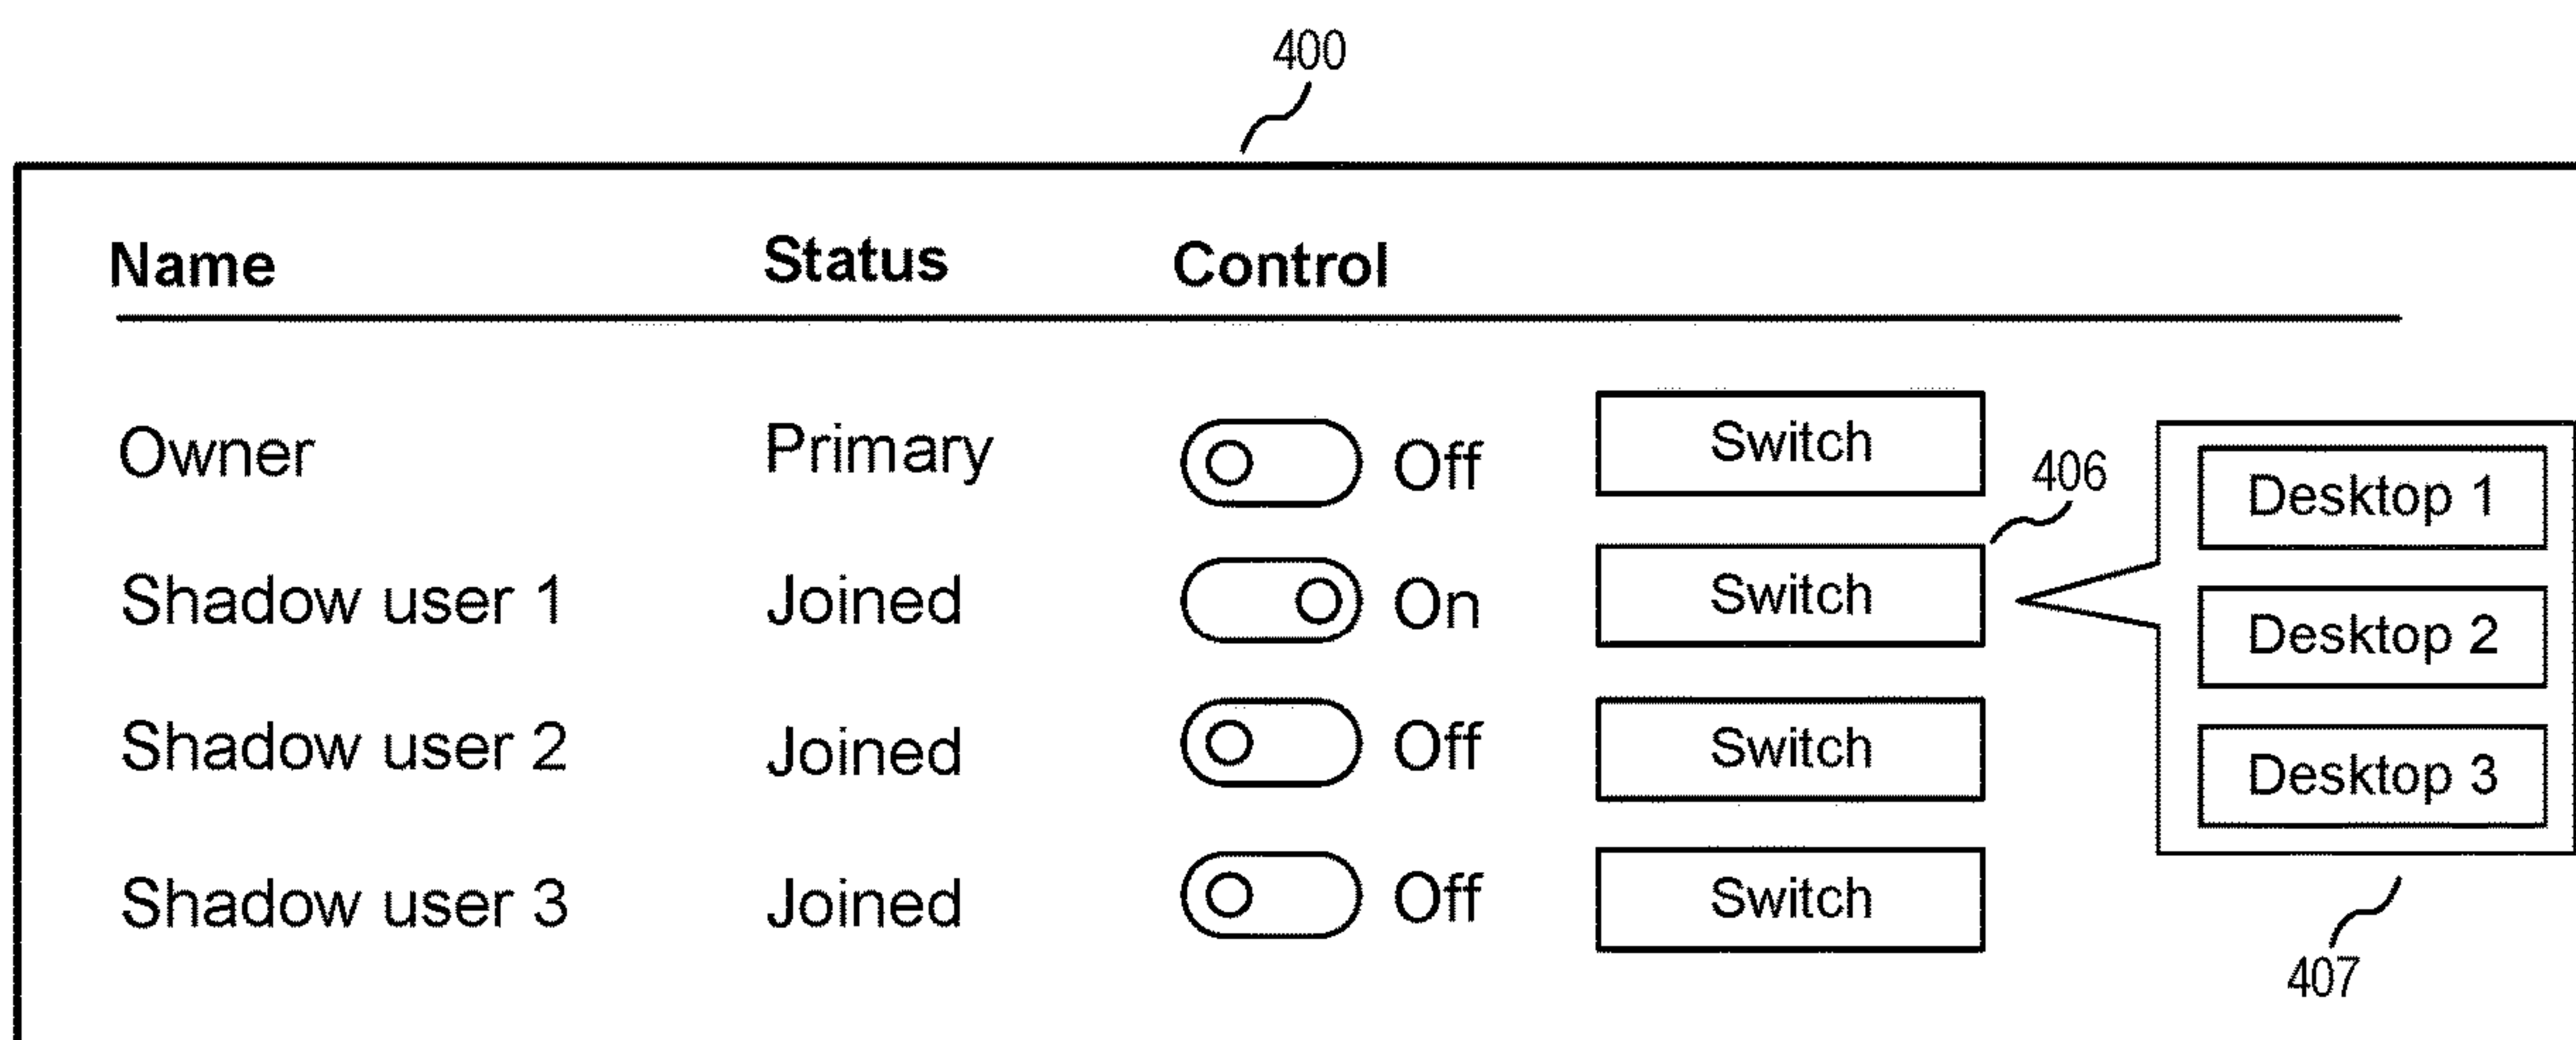 400
Name Status Control
Owner Primary Off Switch
406
Desktop 1
Shadow user 1 Joined On Switch
Desktop 2
Shadow user 2 Joined Off Switch
Desktop 3
Shadow user 3 Joined Off Switch
407